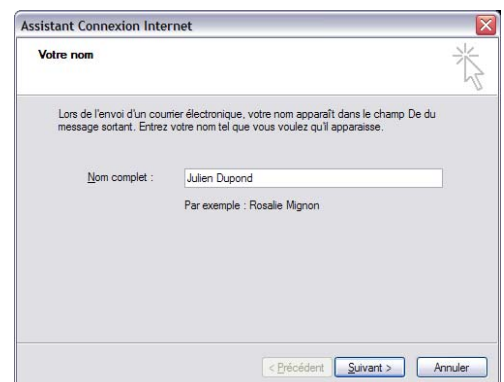 Assistant Connexion Internet
Votre nom
Lors de l'envoi d'un courrier électronique, votre nom apparaît dans le champ De du
message sortant. Entrez votre nom tel que vous voulez qu'il apparaisse.
Nom complet : Julien Dupond
Par exemple : Rosalie Mignon
< Précédent Suivant > Annuler